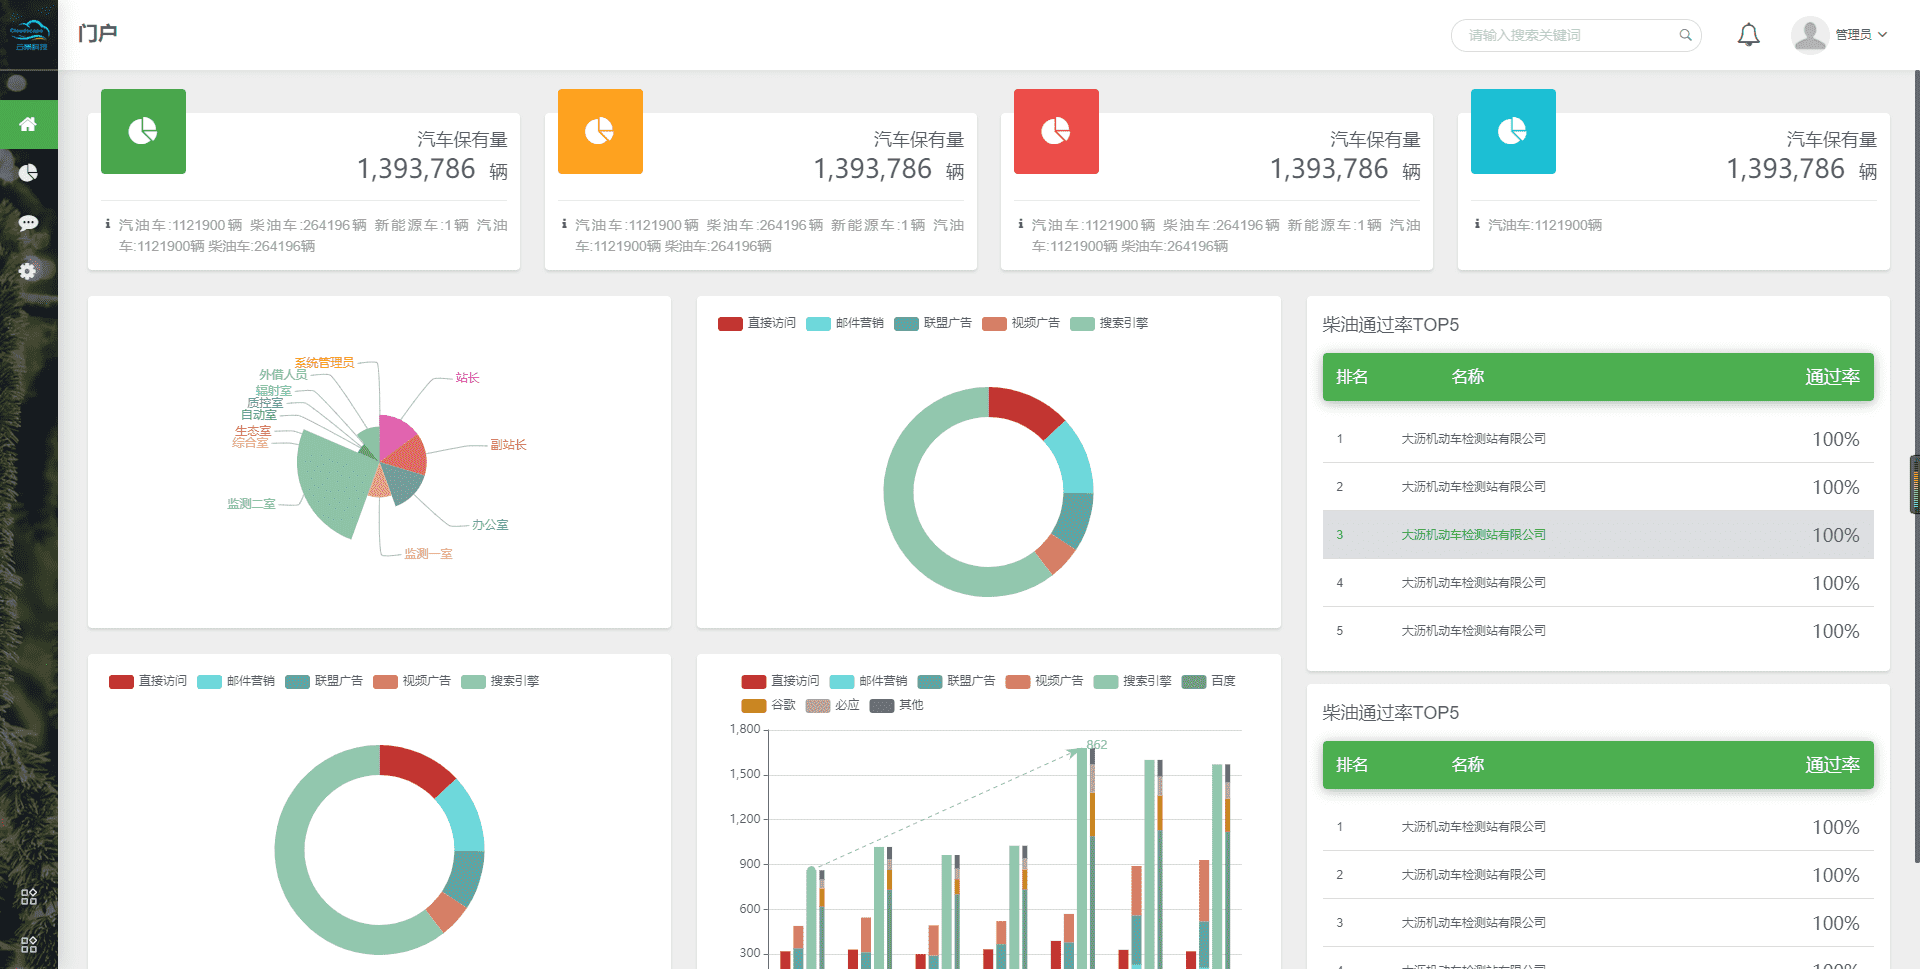 Cloudscape
云景科技
门户
请输入搜索关键词
管理员
汽车保有量
1,393,786 辆
汽油车:1121900辆 柴油车:264196辆 新能源车:1辆 汽油
车:1121900辆 柴油车:264196辆
汽车保有量
1,393,786 辆
汽油车:1121900辆 柴油车:264196辆 新能源车:1辆 汽油
车:1121900辆 柴油车:264196辆
汽车保有量
1,393,786 辆
汽油车:1121900辆 柴油车:264196辆 新能源车:1辆 汽油
车:1121900辆 柴油车:264196辆
汽车保有量
1,393,786 辆
汽油车:1121900辆
系统管理员
外借人员
辐射室
质控室
自动室
生态室
综合室
监测二室
站长
副站长
办公室
监测一室
直接访问 邮件营销 联盟广告 视频广告 搜索引擎
柴油通过率TOP5
排名 名称 通过率
1 大沥机动车检测站有限公司 100%
2 大沥机动车检测站有限公司 100%
3 大沥机动车检测站有限公司 100%
4 大沥机动车检测站有限公司 100%
5 大沥机动车检测站有限公司 100%
直接访问 邮件营销 联盟广告 视频广告 搜索引擎
直接访问 邮件营销 联盟广告 视频广告 搜索引擎 百度
谷歌 必应 其他
1,800
1,500
1,200
900
600
300
862
柴油通过率TOP5
排名 名称 通过率
1 大沥机动车检测站有限公司 100%
2 大沥机动车检测站有限公司 100%
3 大沥机动车检测站有限公司 100%